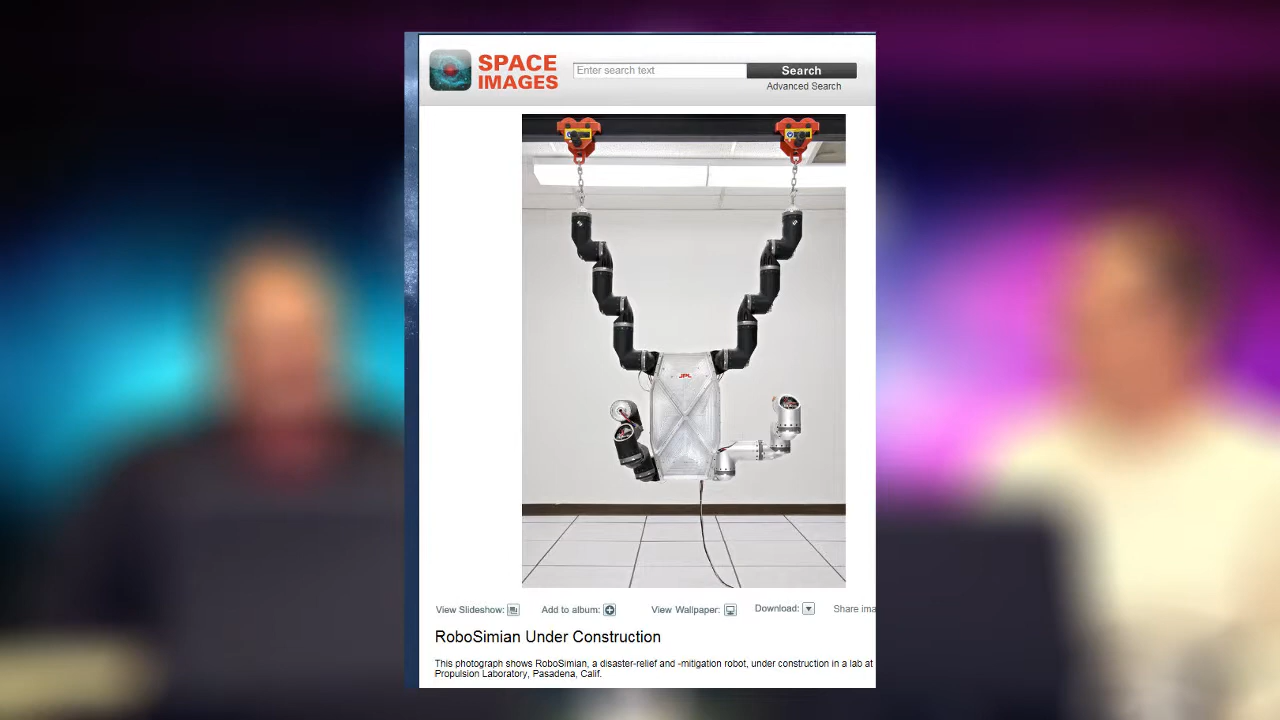 SPACE
IMAGES
Enter search text
Search
Advanced Search
JPL
View Slideshow:
Add to album:
View Wallpaper:
Download:
Share ima
RoboSimian Under Construction
This photograph shows RoboSimian, a disaster-relief and -mitigation robot, under construction in a lab at
Propulsion Laboratory, Pasadena, Calif.